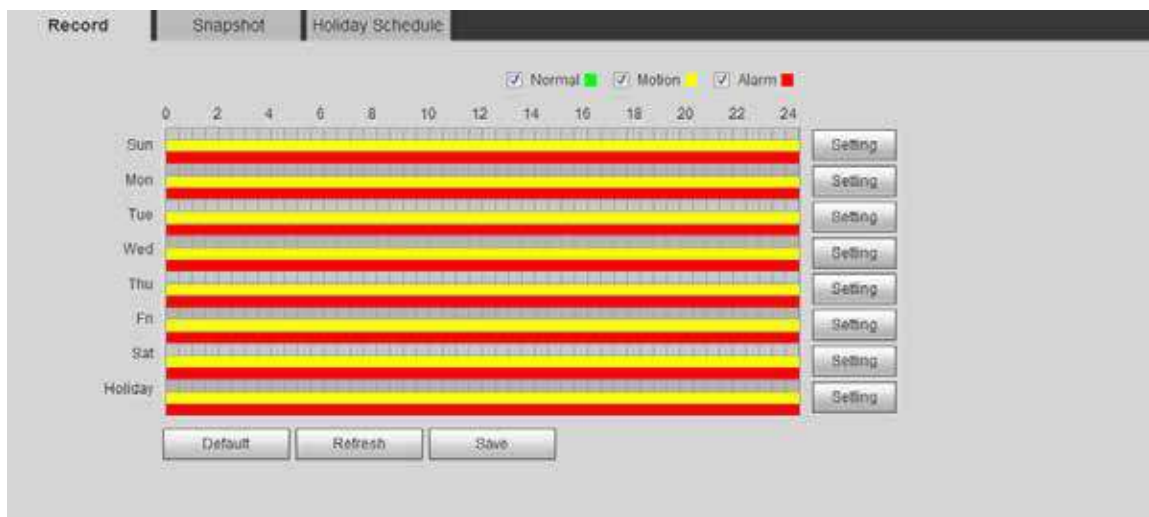 Record Snapshot Holiday Schedule
Normal Motion Alarm
0 2 4 6 8 10 12 14 16 18 20 22 24
Sun Setting
Mon Setting
Tue Setting
Wed Setting
Thu Setting
Fri Setting
Sat Setting
Holiday Setting
Default Refresh Save